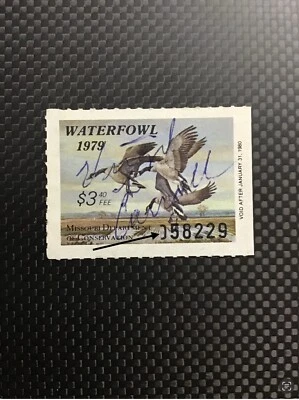 WATERFOWL
1979
$3.40
FEE
MISSOURI DEPARTMENT
OF CONSERVATION
058229
VOID AFTER JANUARY 31, 1980